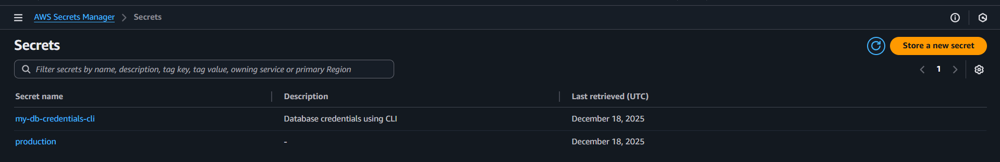 AWS Secrets Manager > Secrets
Secrets
Store a new secret
Filter secrets by name, description, tag key, tag value, owning service or primary Region
1
Secret name Description Last retrieved (UTC)
my-db-credentials-cli Database credentials using CLI December 18, 2025
production - December 18, 2025